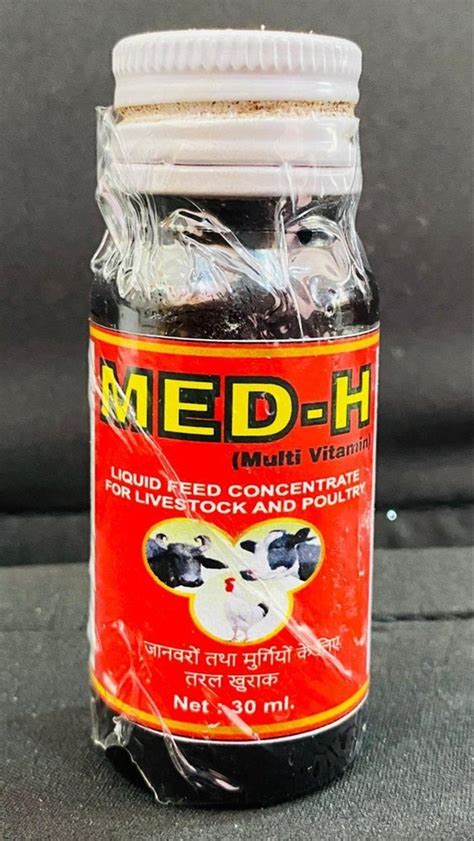 MED-H
(Multi Vitamin)
LIQUID FEED CONCENTRATE
FOR LIVESTOCK AND POULTRY
जानवरों तथा मुर्गियों के लिए
तरल खुराक
Net : 30 ml.